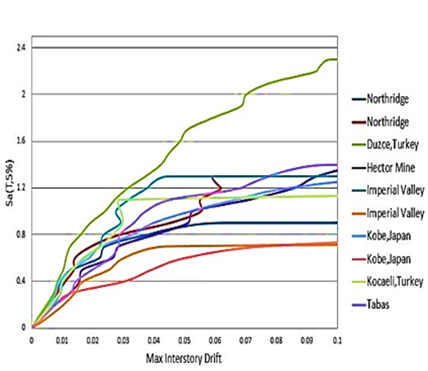 2.4
2
1.6
1.2
0.8
0.4
0
Sa(T,5%)
0
0.01
0.02
0.03
0.04
0.05
0.06
0.07
0.08
0.09
0.1
Max Interstory Drift
Northridge
Northridge
Duzce,Turkey
Hector Mine
Imperial Valley
Imperial Valley
Kobe,Japan
Kobe,Japan
Kocaeli,Turkey
Tabas